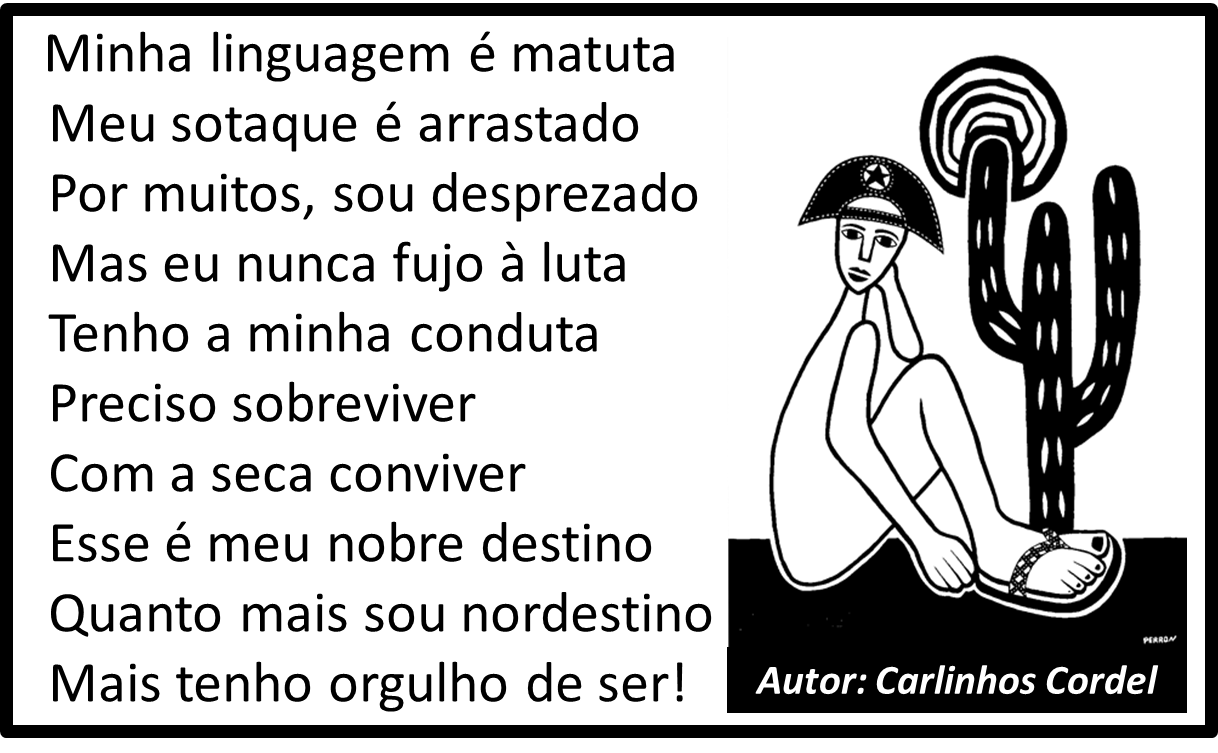 Minha linguagem é matuta
Meu sotaque é arrastado
Por muitos, sou desprezado
Mas eu nunca fujo à luta
Tenho a minha conduta
Preciso sobreviver
Com a seca conviver
Esse é meu nobre destino
Quanto mais sou nordestino
Mais tenho orgulho de ser!
PERRON
Autor: Carlinhos Cordel